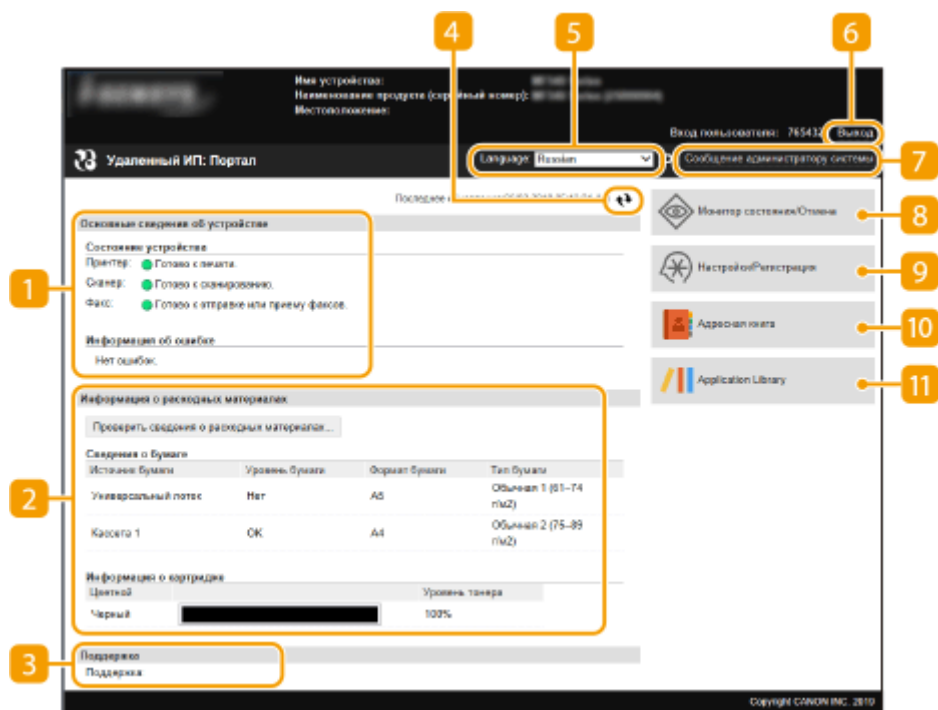 4
5
6
Имя устройства:
Наименование продукта (серийный номер):
Местоположение:
Вход пользователя: 765432 Выход
Удаленный ИП: Портал
Language: Russian
Сообщение администратору системы
7
Последнее
Основные сведения об устройстве
Состояние устройства
Принтер: Готово к печати.
Сканер: Готово к сканированию.
Факс: Готово к отправке или приему факсов.
Информация об ошибке
Нет ошибок.
1
Монитор состояния/Отмена
8
Настройки/Регистрация
9
Адресная книга
10
Application Library
11
Информация о расходных материалах
Проверить сведения о расходных материалах...
Сведения о бумаге
Источник бумаги Уровень бумаги Формат бумаги Тип бумаги
Универсальный лоток Нет A5 Обычная 1 (61–74
г/м2)
Кассета 1 OK A4 Обычная 2 (75–89
г/м2)
2
Информация о картридже
Цветной Уровень тонера
Черный 100%
3
Поддержка
Поддержка
Copyright CANON INC. 2019